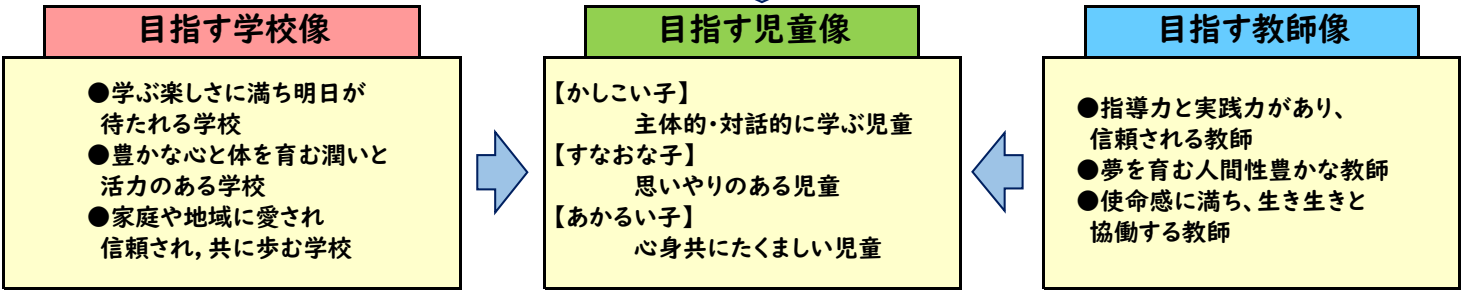 目指す学校像
●学ぶ楽しさに満ち明日が
待たれる学校
●豊かな心と体を育む潤いと
活力のある学校
●家庭や地域に愛され
信頼され,共に歩む学校
目指す児童像
【かしこい子】
主体的・対話的に学ぶ児童
【すなおな子】
思いやりのある児童
【あかるい子】
心身共にたくましい児童
目指す教師像
●指導力と実践力があり、
信頼される教師
●夢を育む人間性豊かな教師
●使命感に満ち、生き生きと
協働する教師